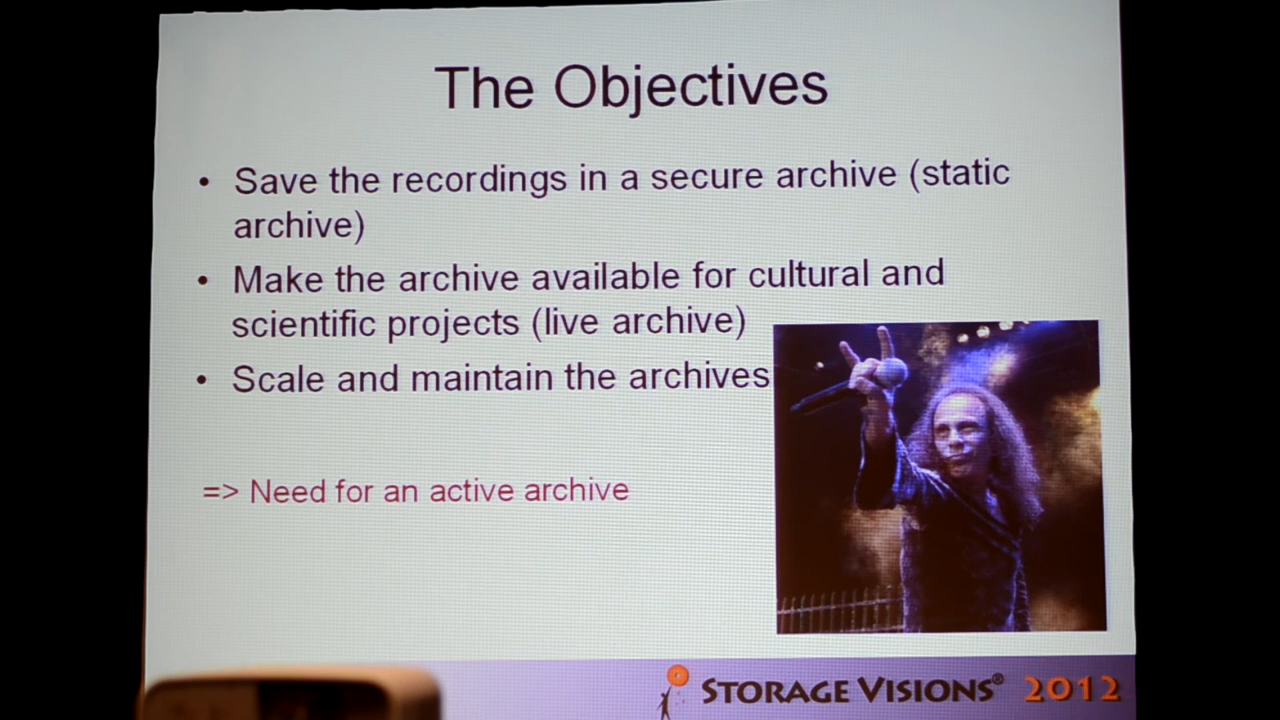 The Objectives
• Save the recordings in a secure archive (static
archive)
• Make the archive available for cultural and
scientific projects (live archive)
• Scale and maintain the archives
=> Need for an active archive
STORAGE VISIONS® 2012